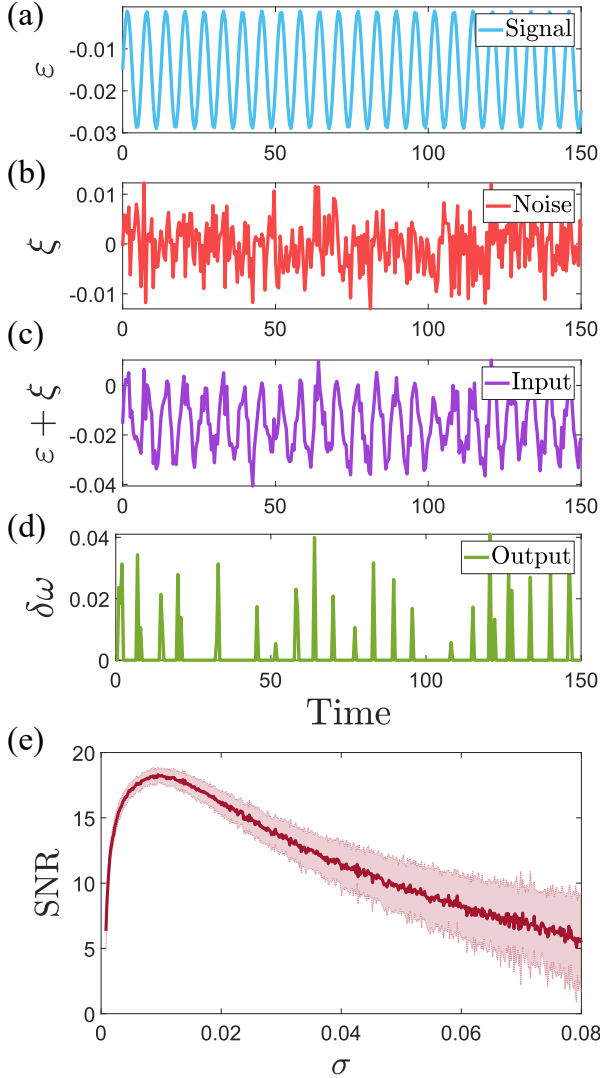 (a)
ε
-0.01
-0.02
-0.03
Signal
0 50 100 150
(b)
ξ
0.01
0
-0.01
Noise
0 50 100 150
(c)
ε + ξ
0
-0.02
-0.04
Input
0 50 100 150
(d)
δω
0.04
0.02
0
Output
0 50 100 150
Time
(e)
SNR
20
15
10
5
0
0 0.02 0.04 0.06 0.08
σ